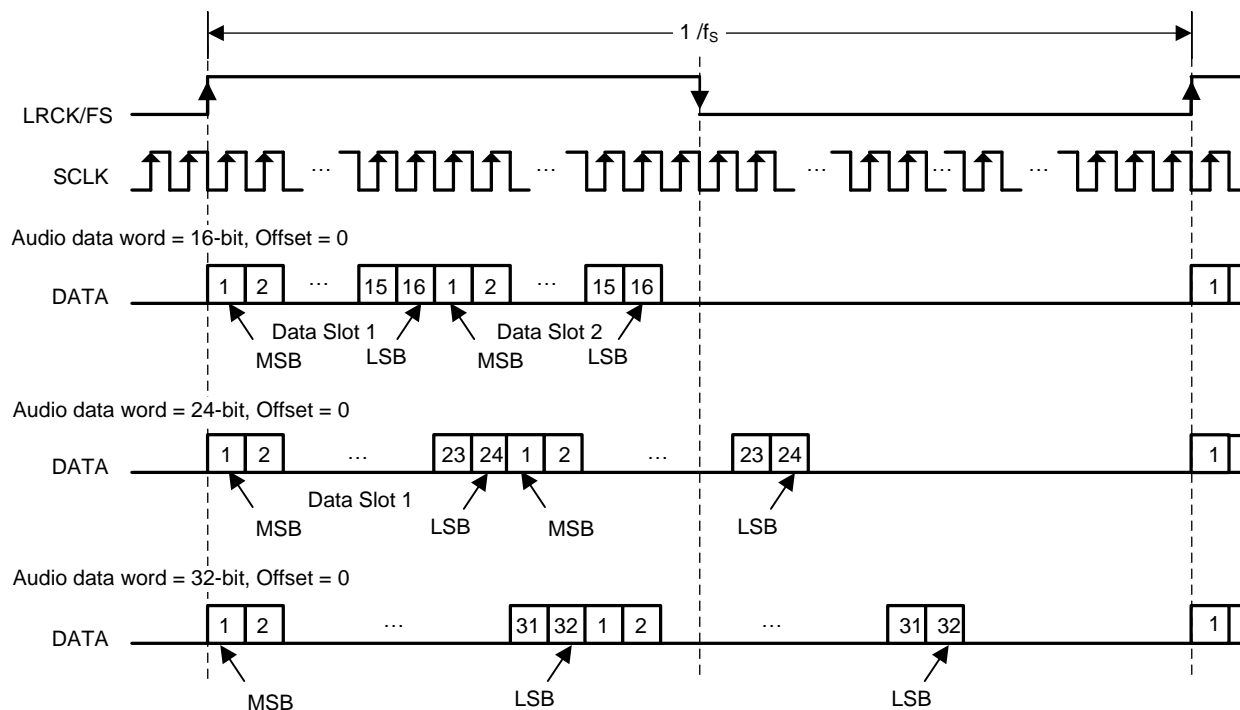 1 /fS
LRCK/FS
SCLK
... ... ... ... ...
Audio data word = 16-bit, Offset = 0
DATA
1 2 ... 15 16 1 2 ... 15 16 1
Data Slot 1 Data Slot 2
MSB LSB MSB LSB
Audio data word = 24-bit, Offset = 0
DATA
1 2 ... 23 24 1 2 ... 23 24 1
Data Slot 1
MSB LSB MSB LSB
Audio data word = 32-bit, Offset = 0
DATA
1 2 ... 31 32 1 2 ... 31 32 1
MSB LSB LSB